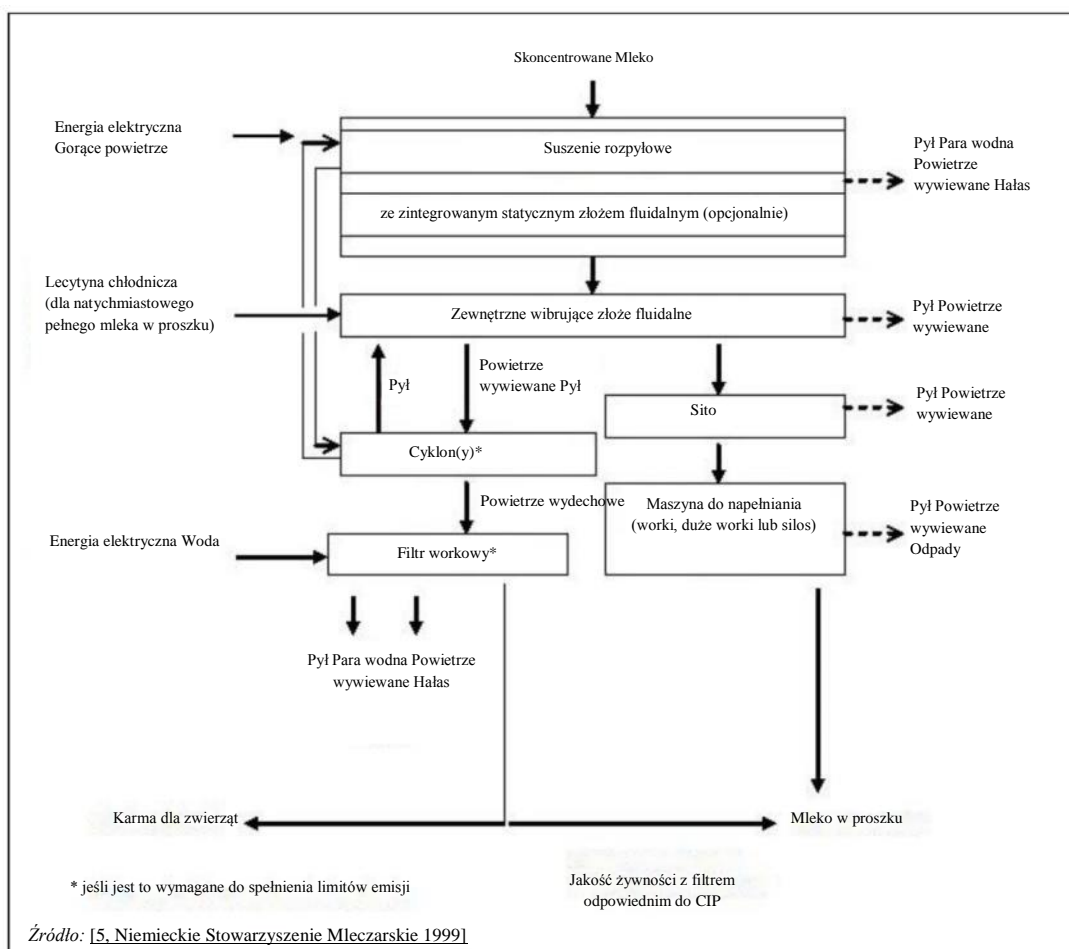 Skoncentrowane Mleko
Energia elektryczna
Gorące powietrze
Suszenie rozpyłowe
Pył Para wodna
Powietrze
wywiewane Hałas
ze zintegrowanym statycznym złożem fluidalnym (opcjonalnie)
Lecytyna chłodnicza
(dla natychmiastowego
pełnego mleka w proszku)
Zewnętrzne wibrujące złoże fluidalne
Pył Powietrze
wywiewane
Pył
Powietrze
wywiewane Pył
Sito
Pył Powietrze
wywiewane
Cyklon(y)*
Powietrze wydechowe
Maszyna do napełniania
(worki, duże worki lub silos)
Pył Powietrze
wywiewane
Odpady
Energia elektryczna Woda
Filtr workowy*
Pył Para wodna Powietrze
wywiewane Hałas
Karma dla zwierząt
Mleko w proszku
* jeśli jest to wymagane do spełnienia limitów emisji
Jakość żywności z filtrem
odpowiednim do CIP
Źródło: [5, Niemieckie Stowarzyszenie Mleczarskie 1999]